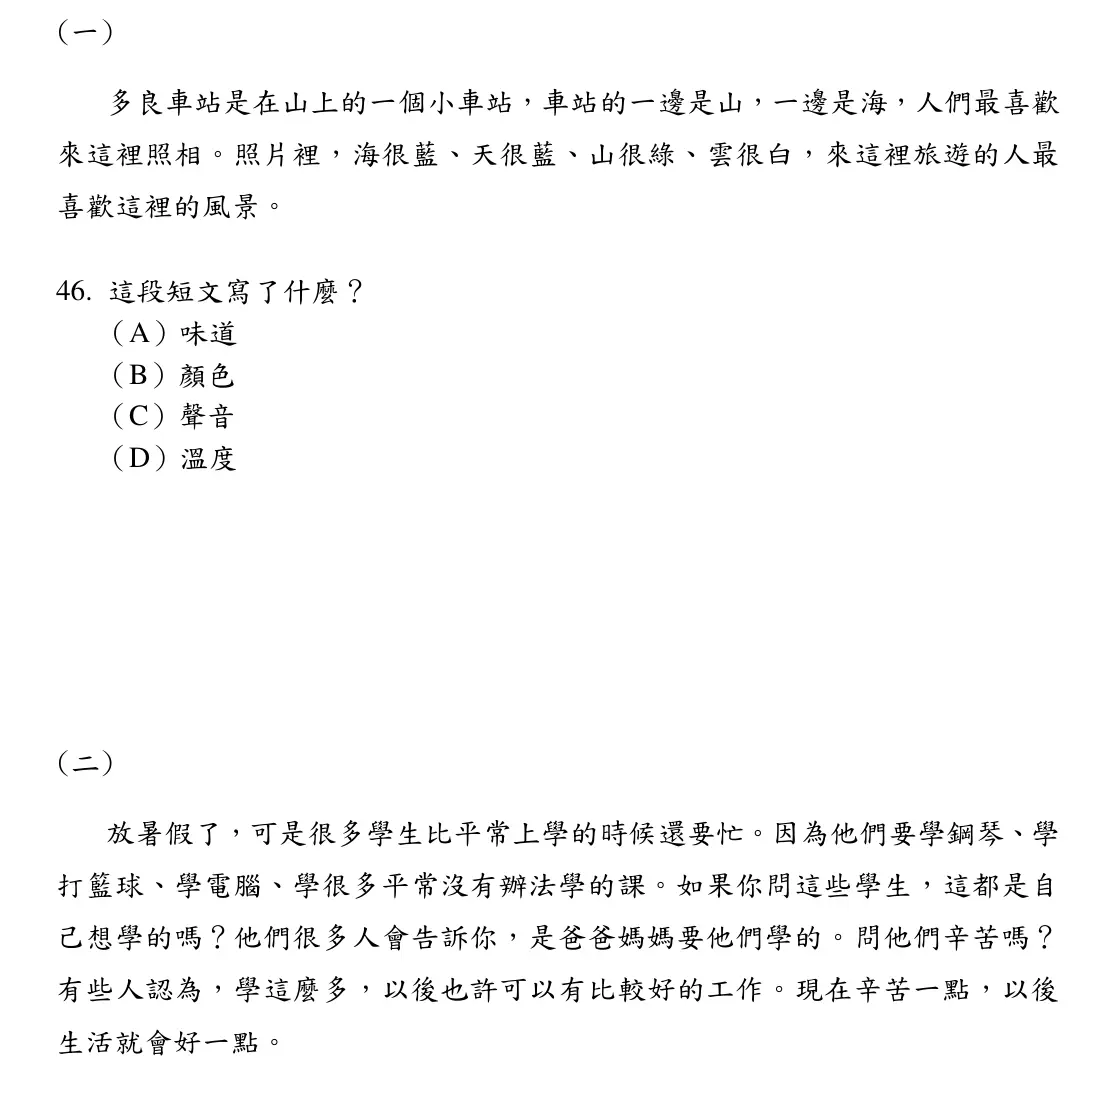 （一）
多良車站是在山上的一個小車站，車站的一邊是山，一邊是海，人們最喜歡
來這裡照相。照片裡，海很藍、天很藍、山很綠、雲很白，來這裡旅遊的人最
喜歡這裡的風景。
46. 這段短文寫了什麼？
（A）味道
（B）顏色
（C）聲音
（D）溫度
（二）
放暑假了，可是很多學生比平常上學的時候還要忙。因為他們要學鋼琴、學
打籃球、學電腦、學很多平常沒有辦法學的課。如果你問這些學生，這都是自
己想學的嗎？他們很多人會告訴你，是爸爸媽媽要他們學的。問他們辛苦嗎？
有些人認為，學這麼多，以後也許可以有比較好的工作。現在辛苦一點，以後
生活就會好一點。